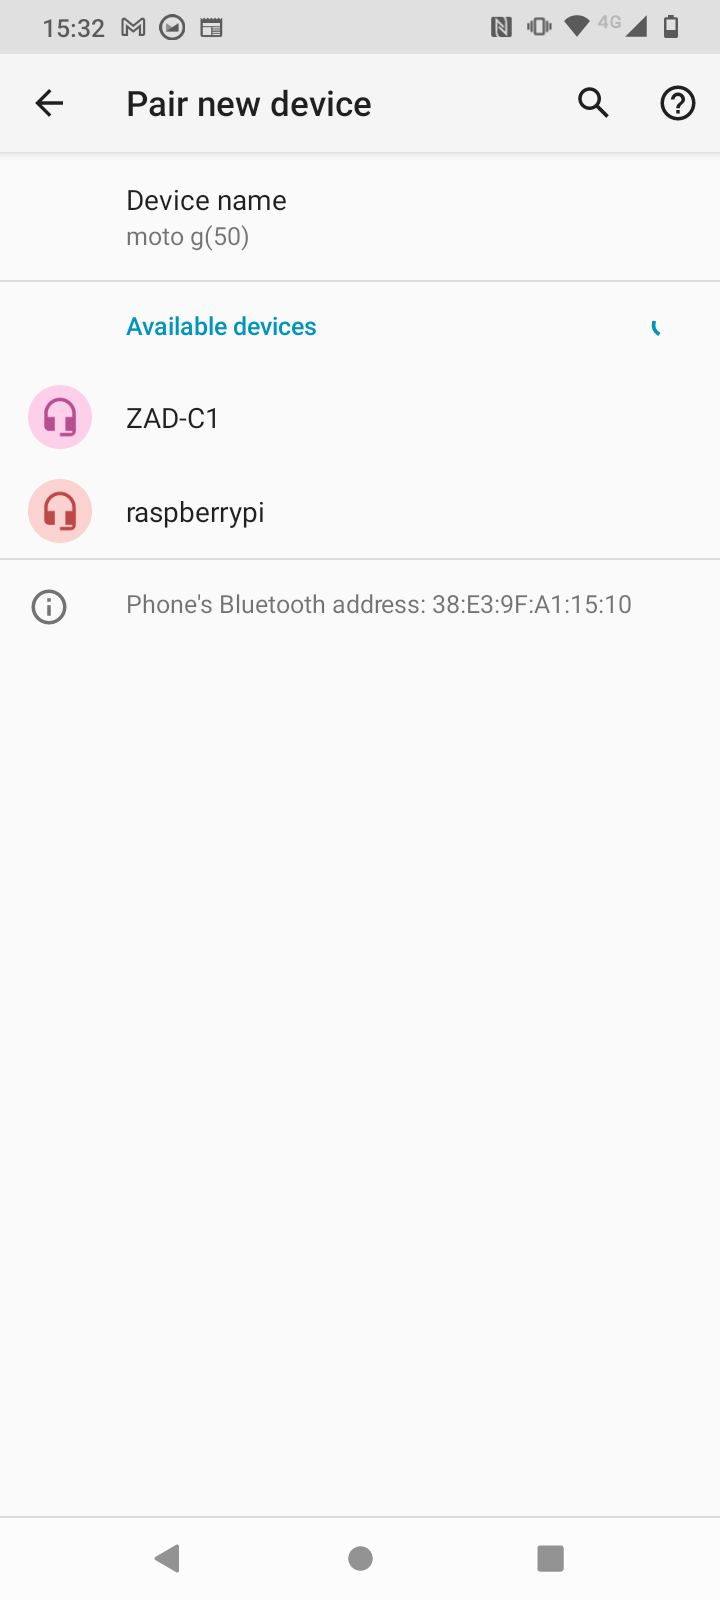 15:32
4G
Pair new device
Device name
moto g(50)
Available devices
ZAD-C1
raspberrypi
Phone's Bluetooth address: 38:E3:9F:A1:15:10